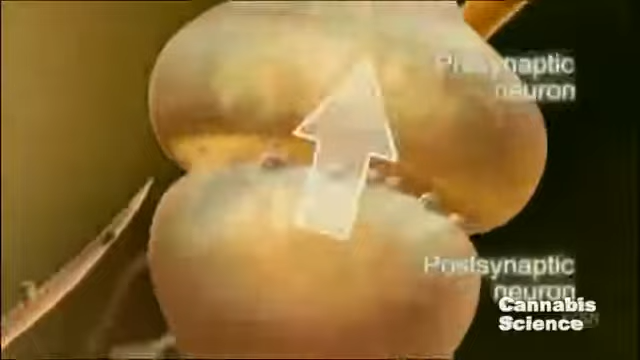 Presynaptic
neuron
Postsynaptic
neuron
Cannabis
Science